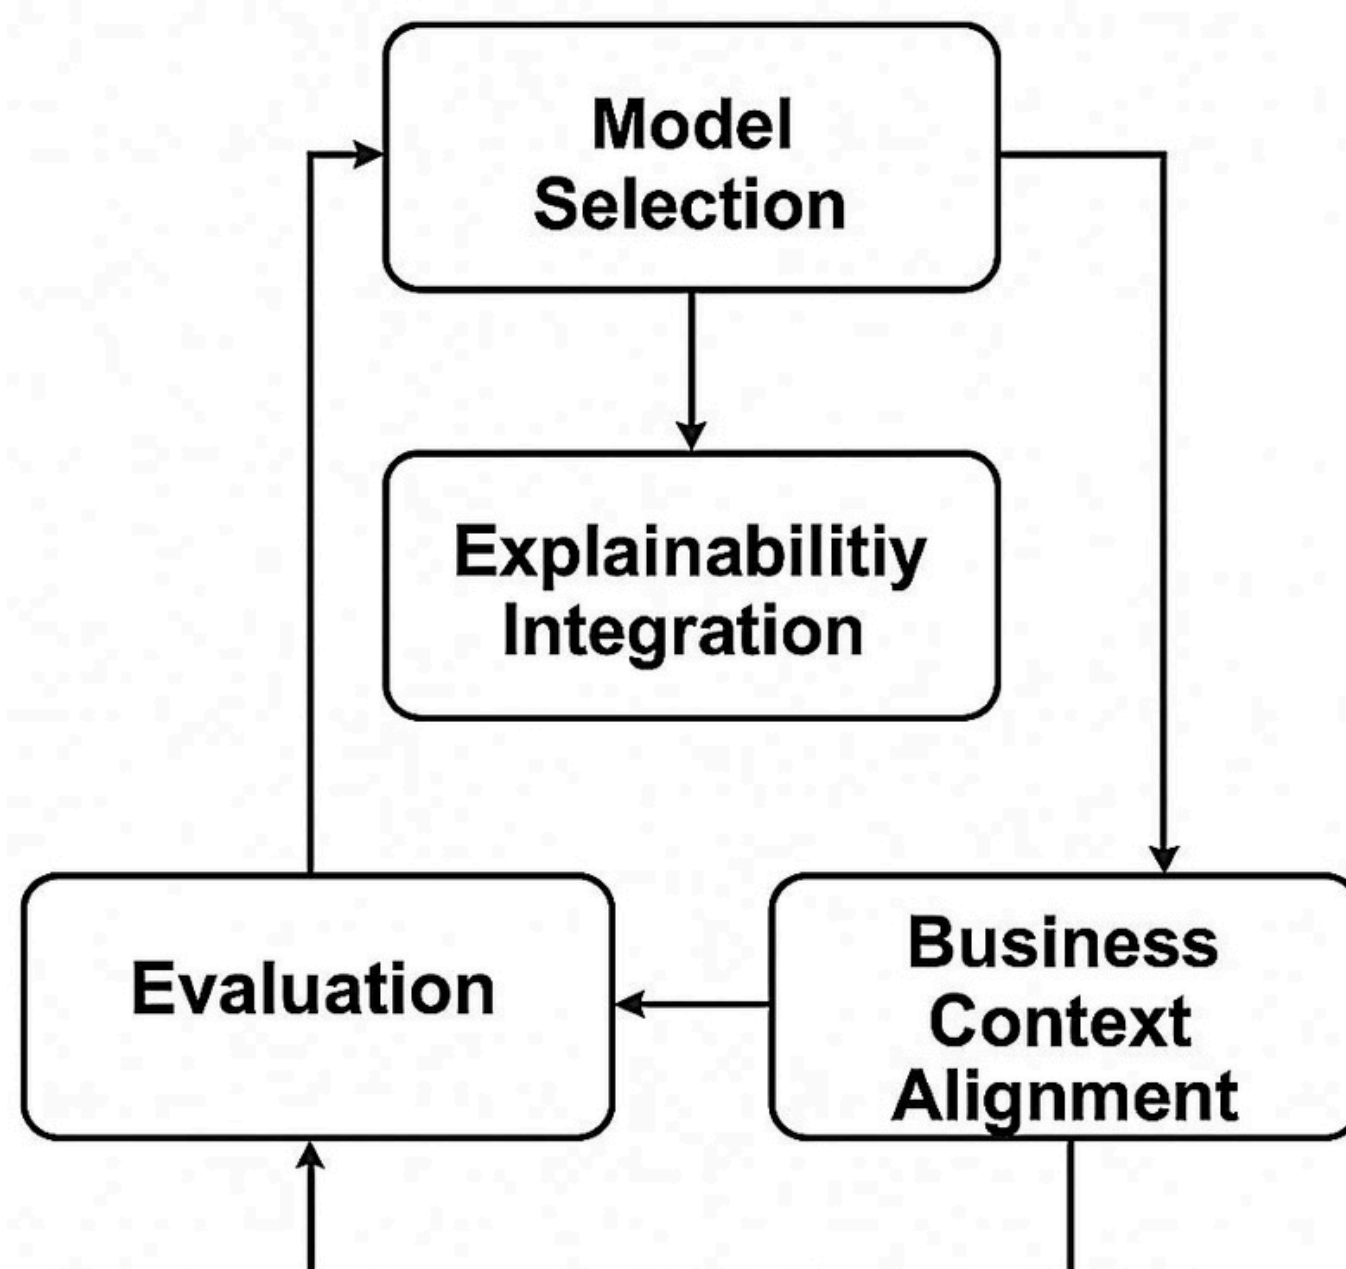 Model
Selection
Explainabilitiy
Integration
Evaluation
Business
Context
Alignment